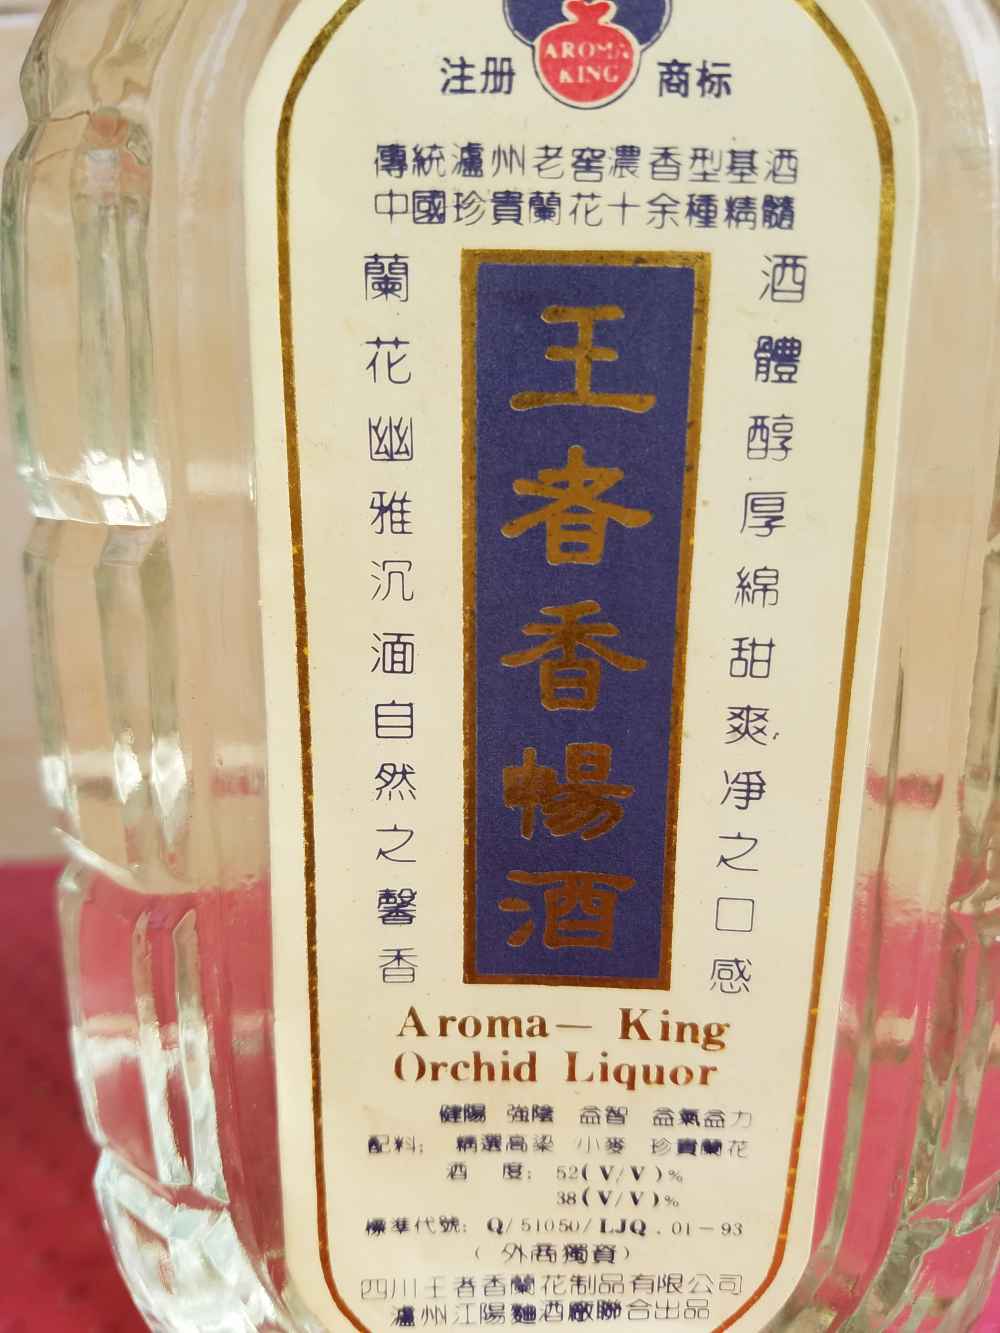 AROMA
KING
注册 商标
傳統瀘州老窖濃香型基酒
中國珍貴蘭花十余種精髓
酒體醇厚綿甜爽,净之口感
王者香暢酒
蘭花幽雅沉湎自然之馨香
Aroma— King
Orchid Liquor
健陽 強陰 益智 益氣益力
配料: 精選高粱 小麥 珍貴蘭花
酒 度: 52(V/V)%
38(V/V)%
標準代號: Q/51050/LJQ.01-93
(外商獨資)
四川王者香蘭花制品有限公司
瀘州江陽麯酒廠聯合出品